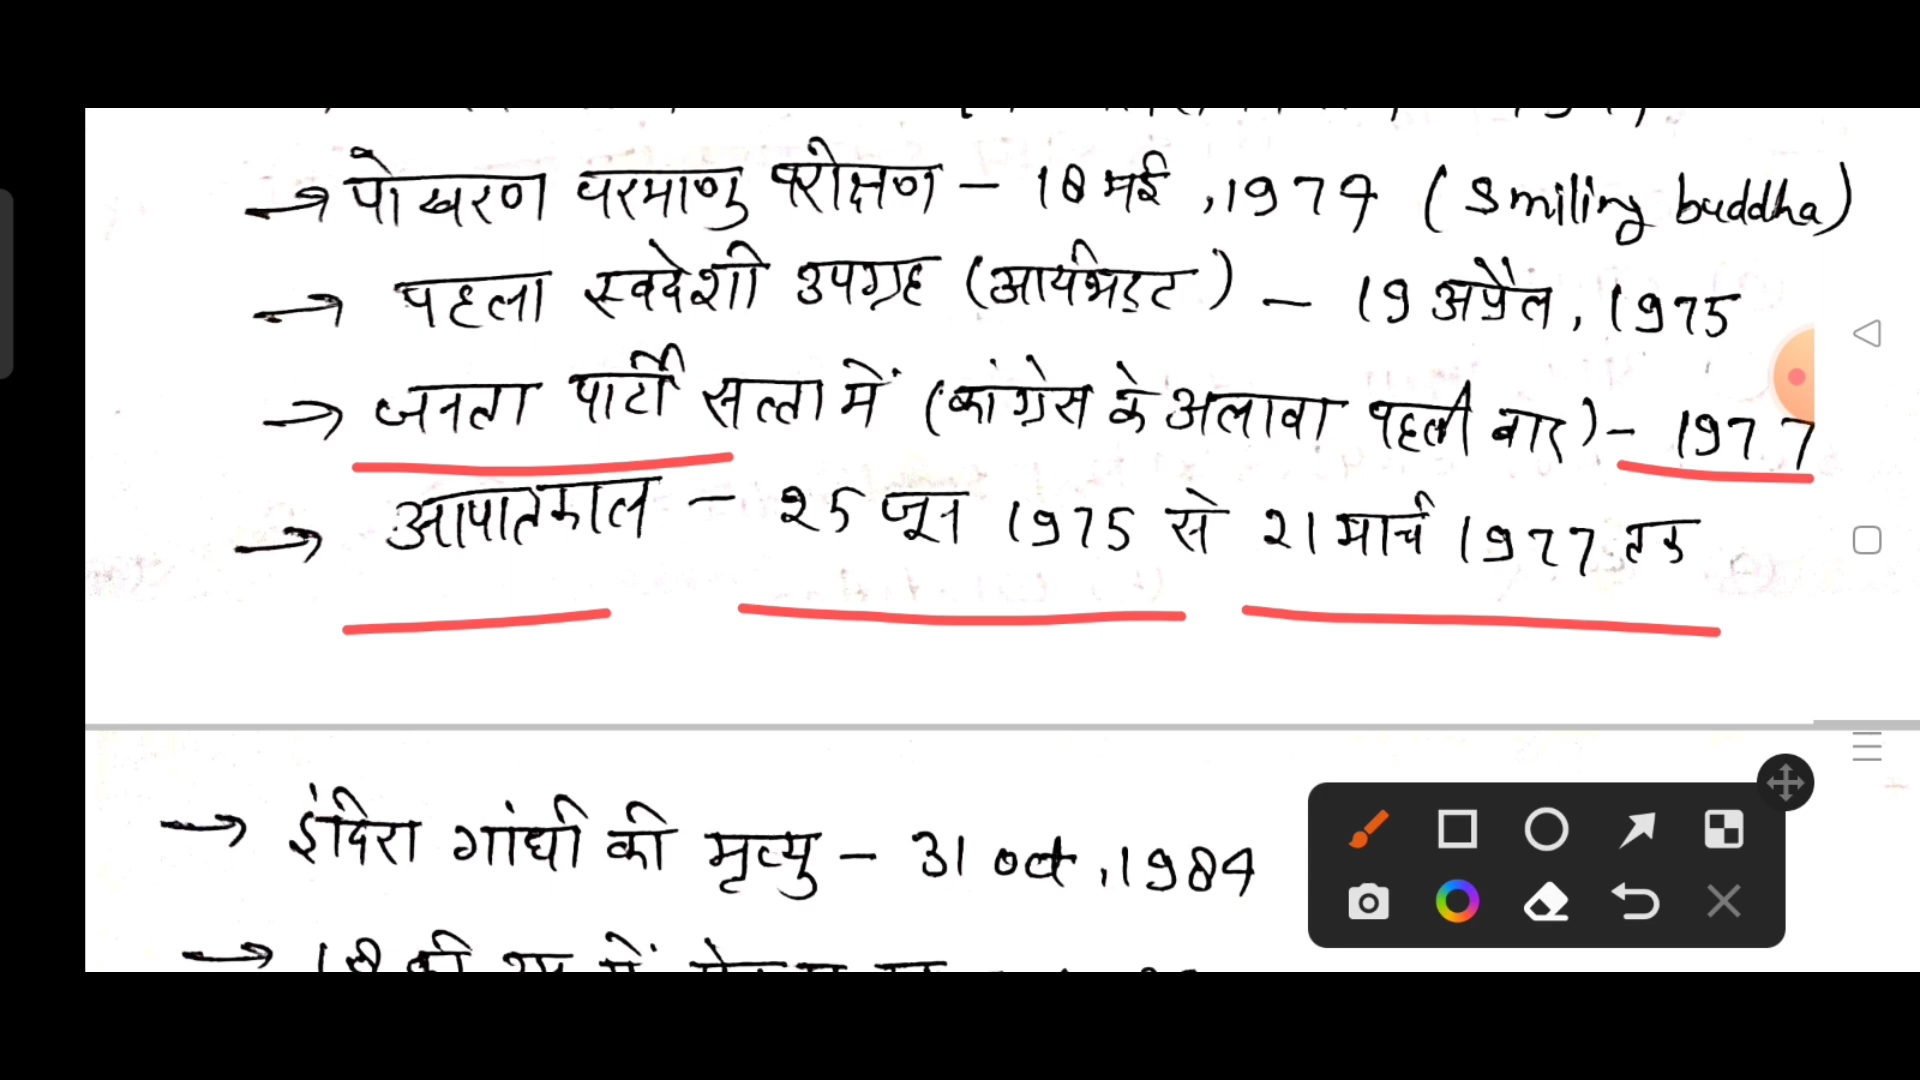 → पोखरण परमाणु परीक्षण – 18 मई, 1974 (Smiling buddha)
→ पहला स्वदेशी उपग्रह (आर्यभट्ट) – 19 अप्रैल, 1975
→ जनता पार्टी सत्ता में (कांग्रेस के अलावा पहली बार) – 1977
→ आपातकाल – 25 जून 1975 से 21 मार्च 1977 तक
→ इंदिरा गांधी की मृत्यु – 31 oct, 1984